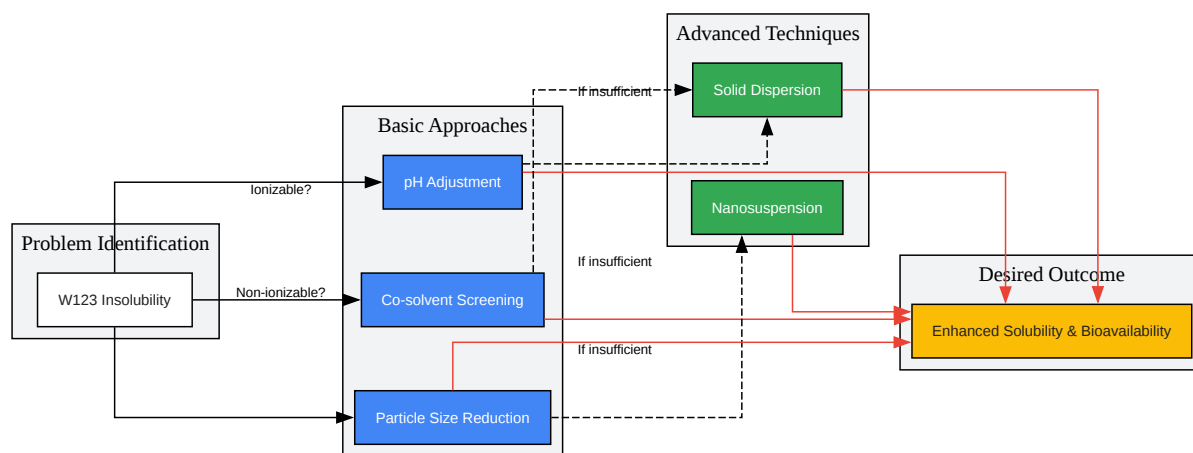 Advanced Techniques
Solid Dispersion
If insufficient
Basic Approaches
pH Adjustment
Ionizable?
Nanosuspension
Problem Identification
If insufficient
Desired Outcome
W123 Insolubility
Non-ionizable?
Co-solvent Screening
Enhanced Solubility & Bioavailability
If insufficient
Particle Size Reduction